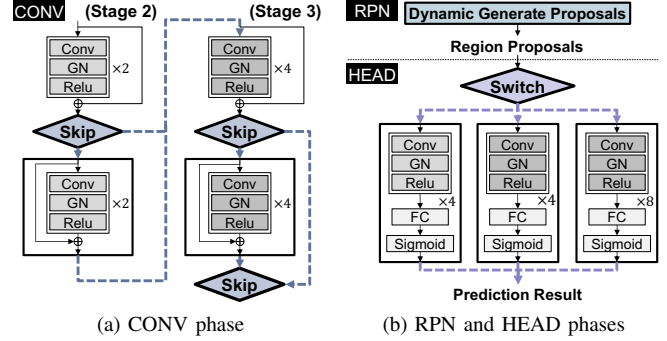 CONV
(Stage 2)
(Stage 3)
Conv
GN
Relu
×2
Skip
Conv
GN
Relu
×2
Conv
GN
Relu
×4
Skip
Conv
GN
Relu
×4
Skip
(a) CONV phase
RPN
Dynamic Generate Proposals
Region Proposals
HEAD
Switch
Conv
GN
Relu
×4
FC
Sigmoid
Conv
GN
Relu
×4
FC
Sigmoid
Conv
GN
Relu
×8
FC
Sigmoid
Prediction Result
(b) RPN and HEAD phases